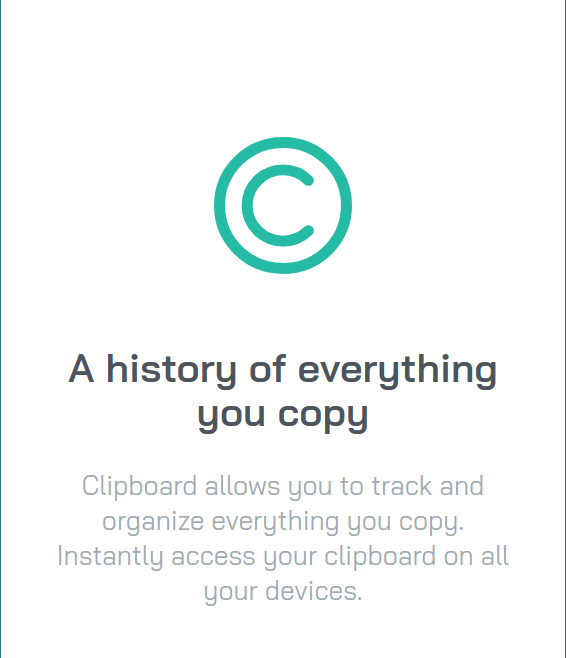 ©
A history of everything
you copy
Clipboard allows you to track and
organize everything you copy.
Instantly access your clipboard on all
your devices.